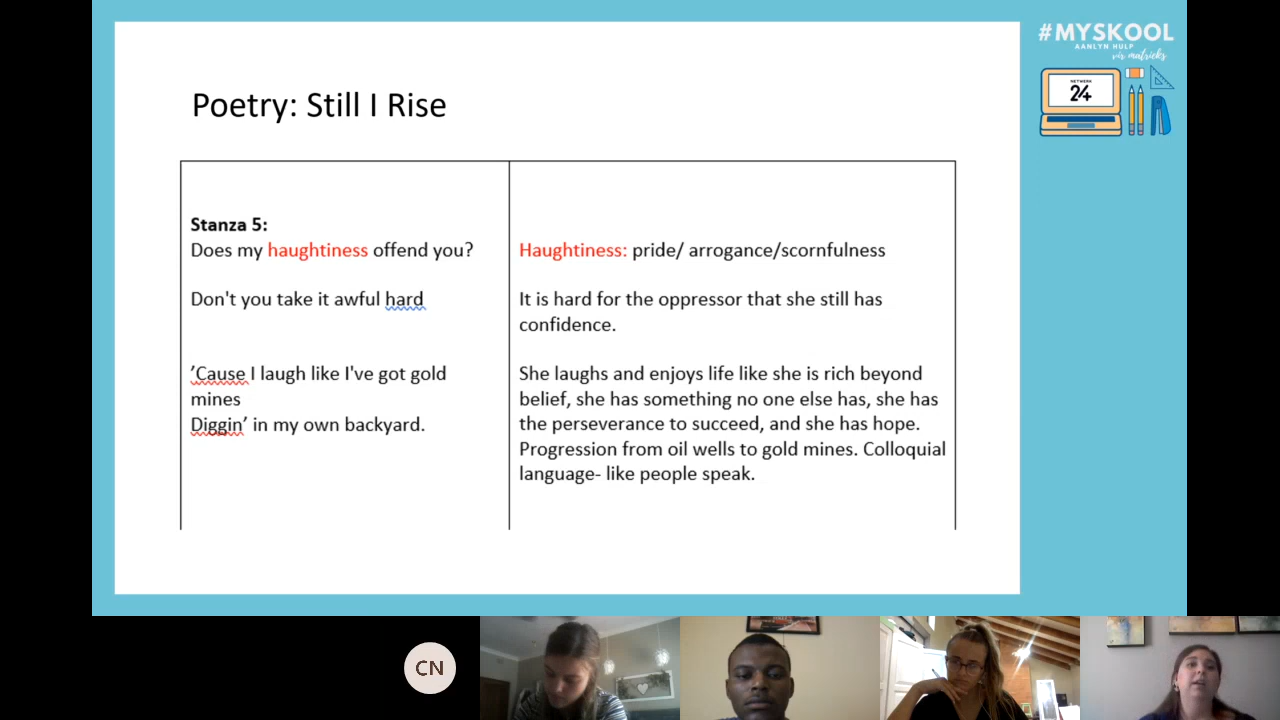 #MYSKOOL
AANLYN HULP
vir matrieks
NETWERK
24
Poetry: Still I Rise
Stanza 5:
Does my haughtiness offend you?
Don't you take it awful hard
’Cause I laugh like I've got gold
mines
Diggin’ in my own backyard.
Haughtiness: pride/ arrogance/scornfulness
It is hard for the oppressor that she still has
confidence.
She laughs and enjoys life like she is rich beyond
belief, she has something no one else has, she has
the perseverance to succeed, and she has hope.
Progression from oil wells to gold mines. Colloquial
language- like people speak.
CN